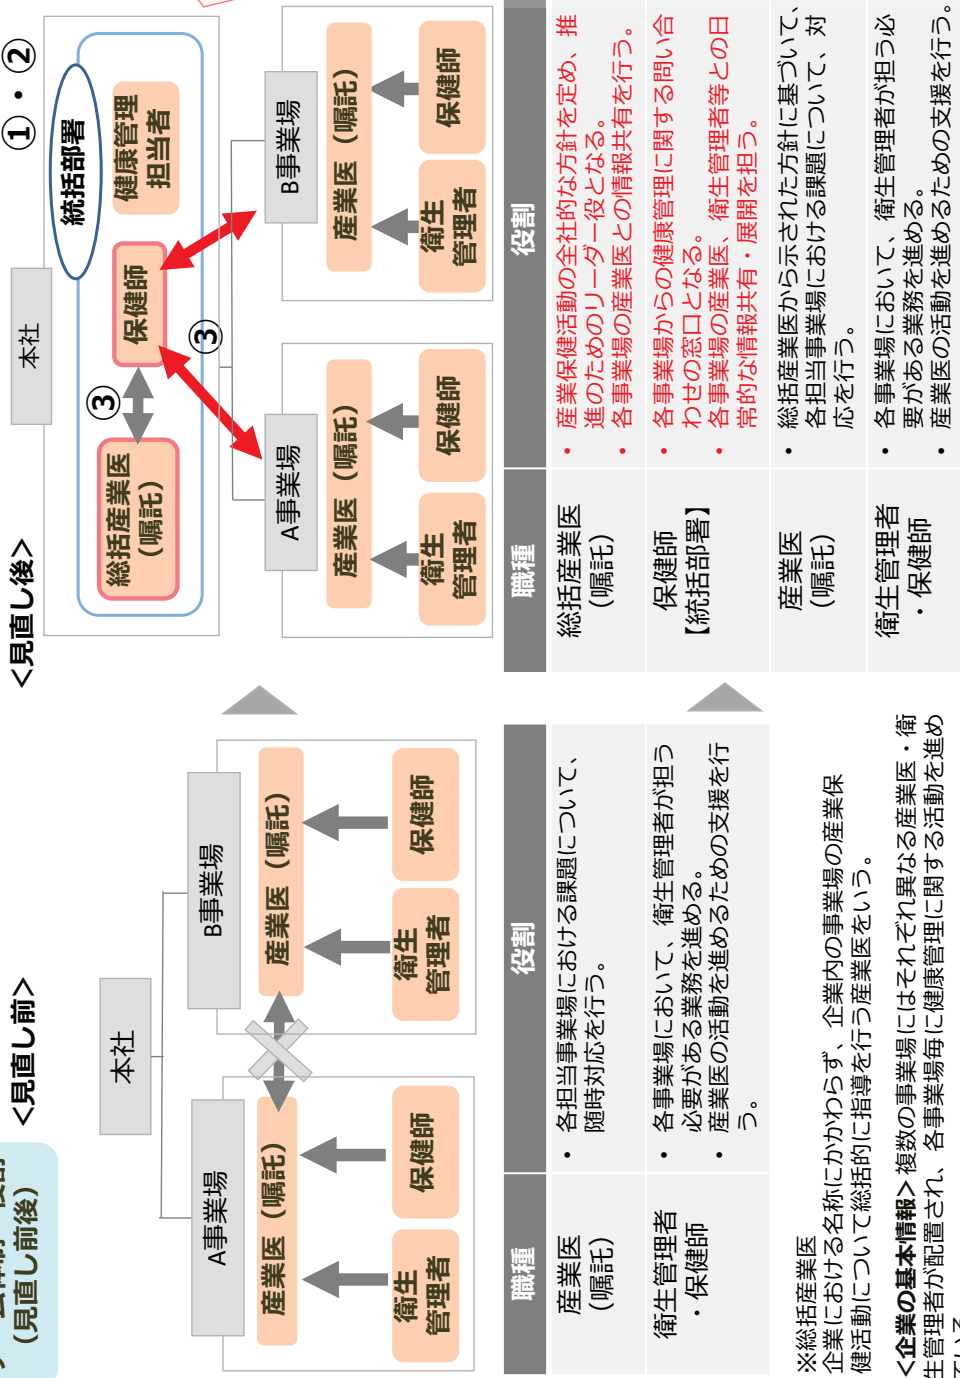 (見直し前後)
<見直し前>
本社
A事業場
産業医(嘱託)
衛生
管理者
保健師
B事業場
産業医(嘱託)
衛生
管理者
保健師
職種
役割
産業医
(嘱託)
・ 各担当事業場における課題について、
随時対応を行う。
衛生管理者
・保健師
・ 各事業場において、衛生管理者が担う
必要がある業務を進める。
・ 産業医の活動を進めるための支援を行
う。
※総括産業医
企業における名称にかかわらず、企業内の事業場の産業保
健活動について総括的に指導を行う産業医をいう。
<企業の基本情報> 複数の事業場にはそれぞれ異なる産業医・衛
生管理者が配置され、各事業場毎に健康管理に関する活動を進め
ている
<見直し後>
本社
①・②
統括部署
総括産業医
(嘱託)
③
保健師
健康管理
担当者
③
A事業場
産業医(嘱託)
衛生
管理者
保健師
B事業場
産業医(嘱託)
衛生
管理者
保健師
職種
役割
総括産業医
(嘱託)
・ 産業保健活動の全社的な方針を定め、推
進のためのリーダー役となる。
・ 各事業場の産業医との情報共有を行う。
保健師
【統括部署】
・ 各事業場からの健康管理に関する問い合
わせの窓口となる。
・ 各事業場の産業医、衛生管理者等との日
常的な情報共有・展開を担う。
産業医
(嘱託)
・ 総括産業医から示された方針に基づいて、
各担当事業場における課題について、対
応を行う。
衛生管理者
・保健師
・ 各事業場において、衛生管理者が担う必
要がある業務を進める。
・ 産業医の活動を進めるための支援を行う。